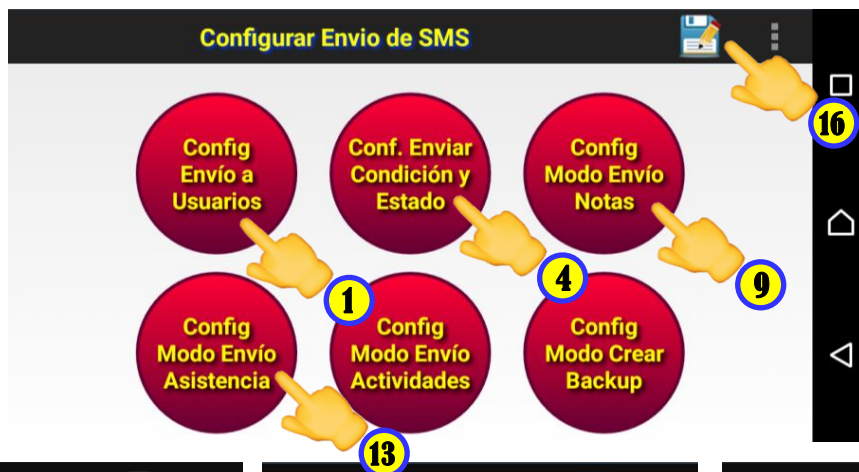 Configurar Envio de SMS
16
Config
Envío a
Usuarios
1
Conf. Enviar
Condición y
Estado
4
Config
Modo Envío
Notas
9
Config
Modo Envío
Asistencia
13
Config
Modo Envío
Actividades
Config
Modo Crear
Backup